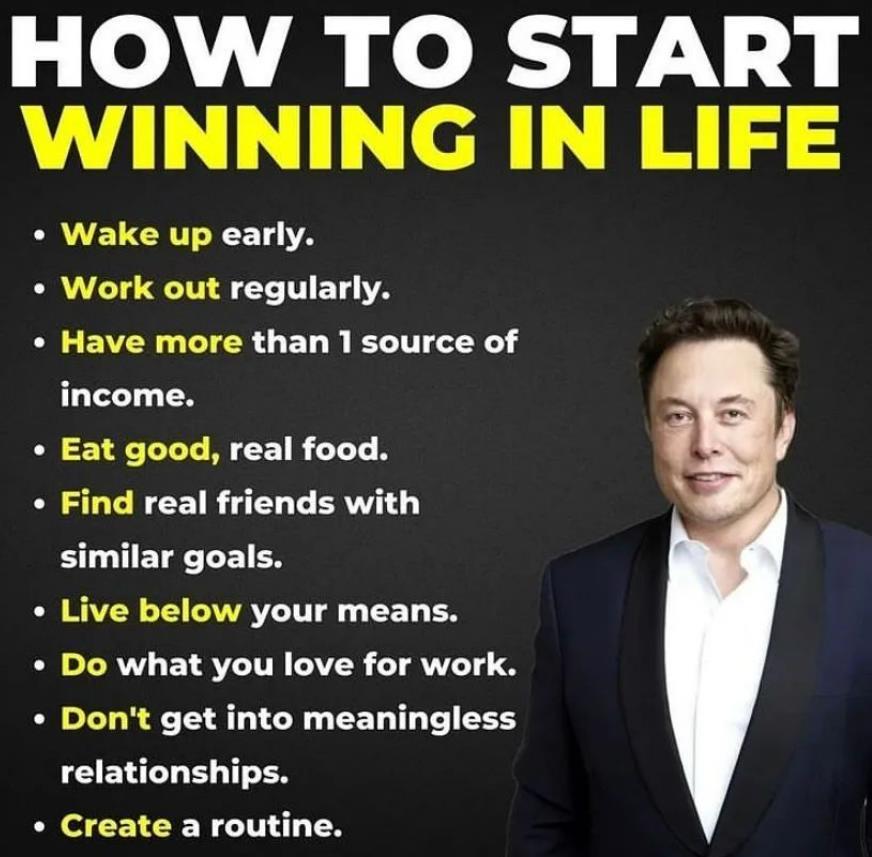 HOW TO START
WINNING IN LIFE
• Wake up early.
• Work out regularly.
• Have more than 1 source of
income.
• Eat good, real food.
• Find real friends with
similar goals.
• Live below your means.
• Do what you love for work.
• Don't get into meaningless
relationships.
• Create a routine.